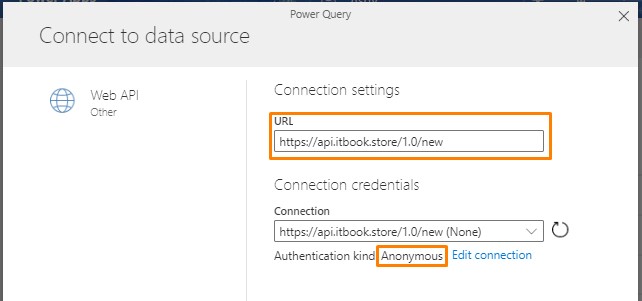 Power Query
Connect to data source
Web API
Other
Connection settings
URL
https://api.itbook.store/1.0/new
Connection credentials
Connection
https://api.itbook.store/1.0/new (None)
Authentication kind Anonymous Edit connection